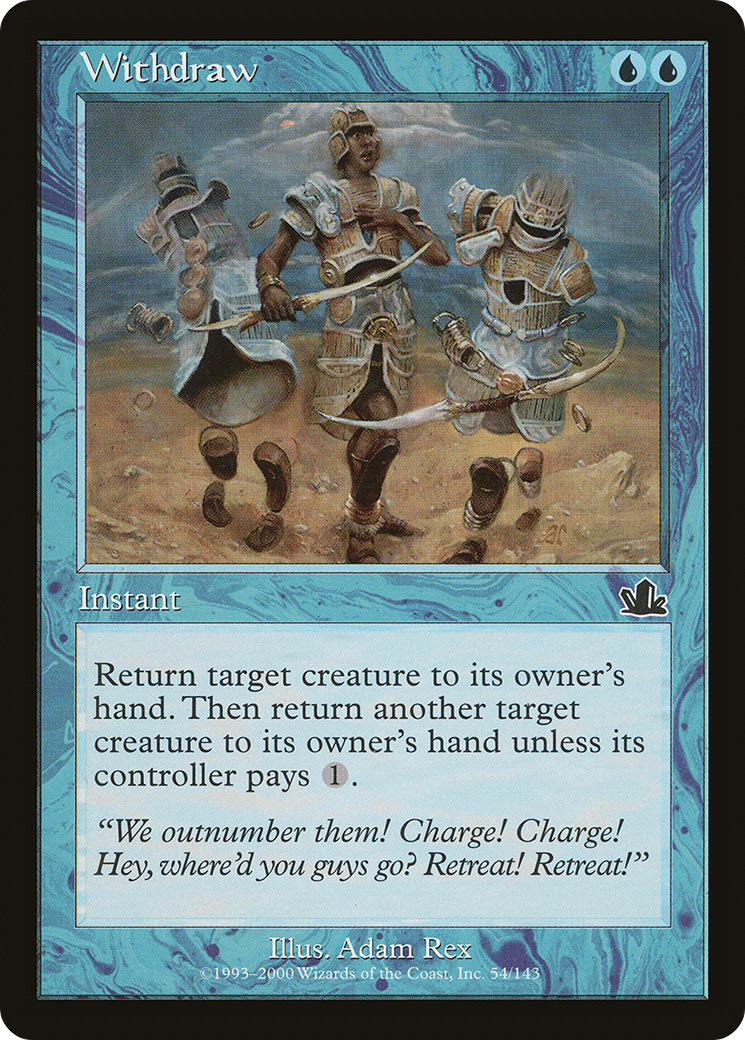 Withdraw
Instant
Return target creature to its owner’s
hand. Then return another target
creature to its owner’s hand unless its
controller pays 1.
“We outnumber them! Charge! Charge!
Hey, where’d you guys go? Retreat! Retreat!”
Illus. Adam Rex
©1993–2000 Wizards of the Coast, Inc. 54/143